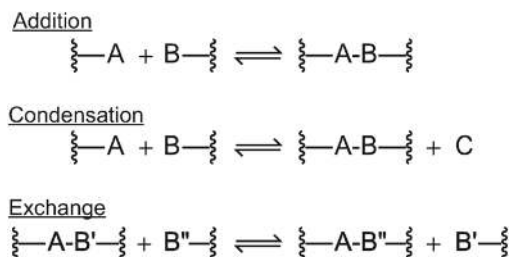 Addition
A + B ⇌ A-B
Condensation
A + B ⇌ A-B + C
Exchange
A-B' + B" ⇌ A-B" + B'